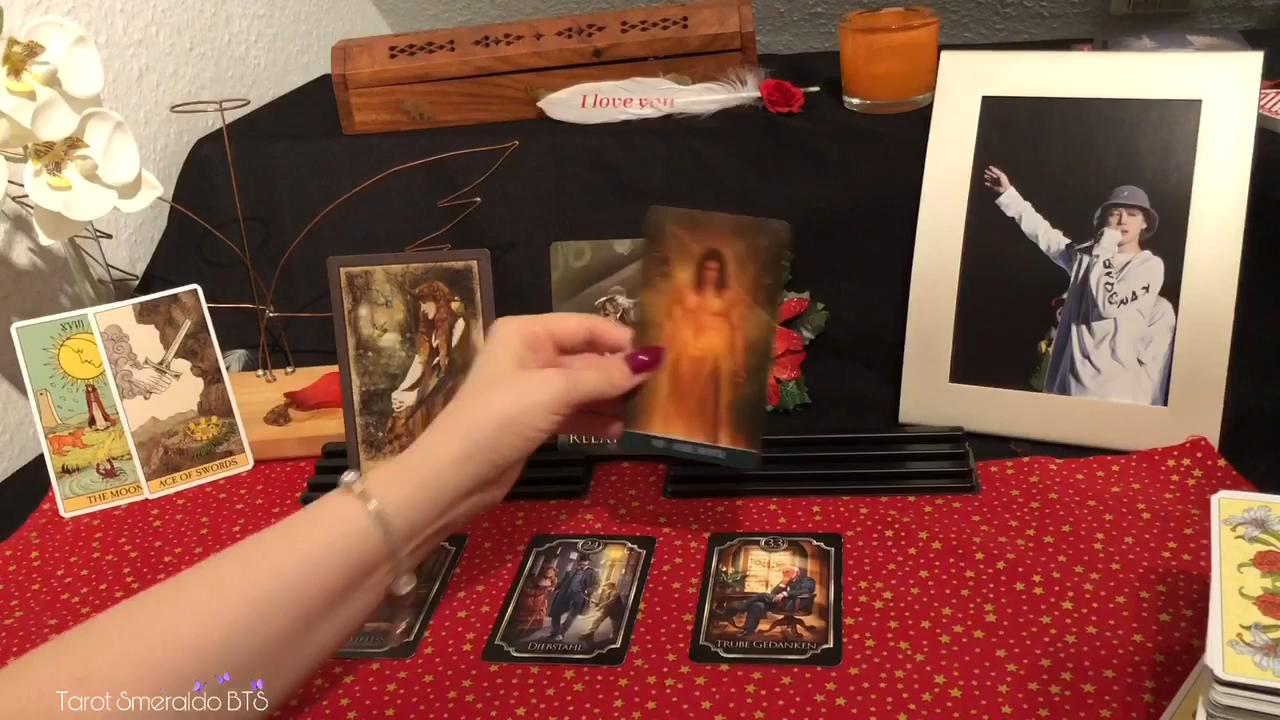 I love you
XVIII
THE MOON
ACE OF SWORDS
24
DIEBSTAHL
33
TRÜBE GEDANKEN
Tarot Smeraldo BTS